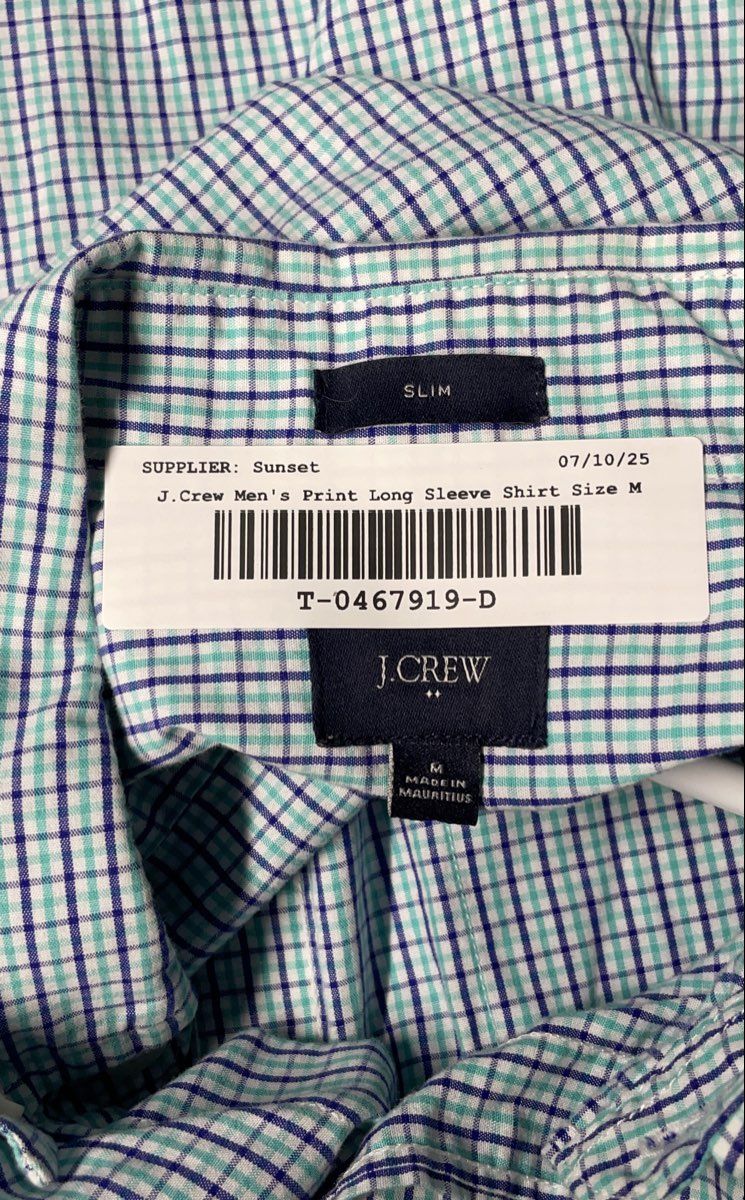 SLIM
SUPPLIER: Sunset 07/10/25
J.Crew Men's Print Long Sleeve Shirt Size M
T-0467919-D
J.CREW
M
MADE IN
MAURITIUS